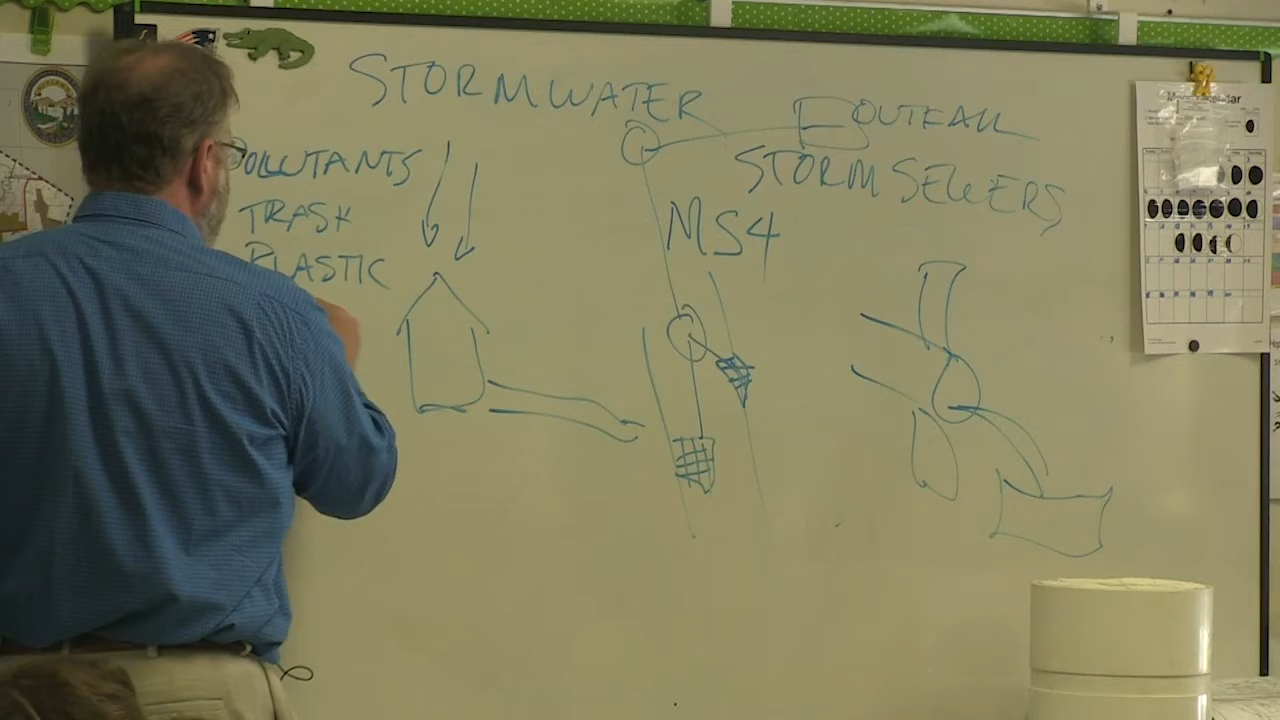 STORMWATER
OUTFALL
STORM SEWERS
POLLUTANTS
TRASH
PLASTIC
MS4